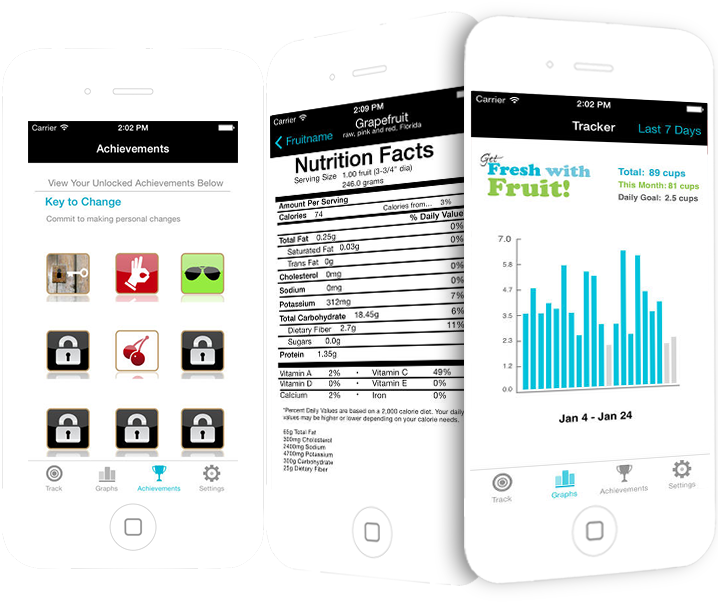 Carrier 2:02 PM
Achievements
View Your Unlocked Achievements Below
Key to Change
Commit to making personal changes
Track Graphs Achievements Settings
Carrier 2:09 PM
Fruitname Grapefruit
raw, pink and red, Florida
Nutrition Facts
Serving Size 1.00 fruit (3-3/4" dia)
246.0 grams
Amount Per Serving
Calories 74 Calories from... 3%
% Daily Value
Total Fat 0.25g 0%
Saturated Fat 0.03g 0%
Trans Fat 0g
Cholesterol 0mg 0%
Sodium 0mg 0%
Potassium 312mg 7%
Total Carbohydrate 18.45g 6%
Dietary Fiber 2.7g 11%
Sugars 0.0g
Protein 1.35g
Vitamin A 2% • Vitamin C 49%
Vitamin D 0% • Vitamin E 0%
Calcium 2% • Iron 0%
*Percent Daily Values are based on a 2,000 calorie diet. Your daily
values may be higher or lower depending on your calorie needs.
65g Total Fat
300mg Cholesterol
2400mg Sodium
4700mg Potassium
300g Carbohydrate
25g Dietary Fiber
Carrier 2:02 PM
Tracker Last 7 Days
Get
Fresh with
Fruit!
Total: 89 cups
This Month: 81 cups
Daily Goal: 2.5 cups
7.0
5.8
4.7
3.5
2.3
1.2
0.0
Jan 4 - Jan 24
Track Graphs Achievements Settings